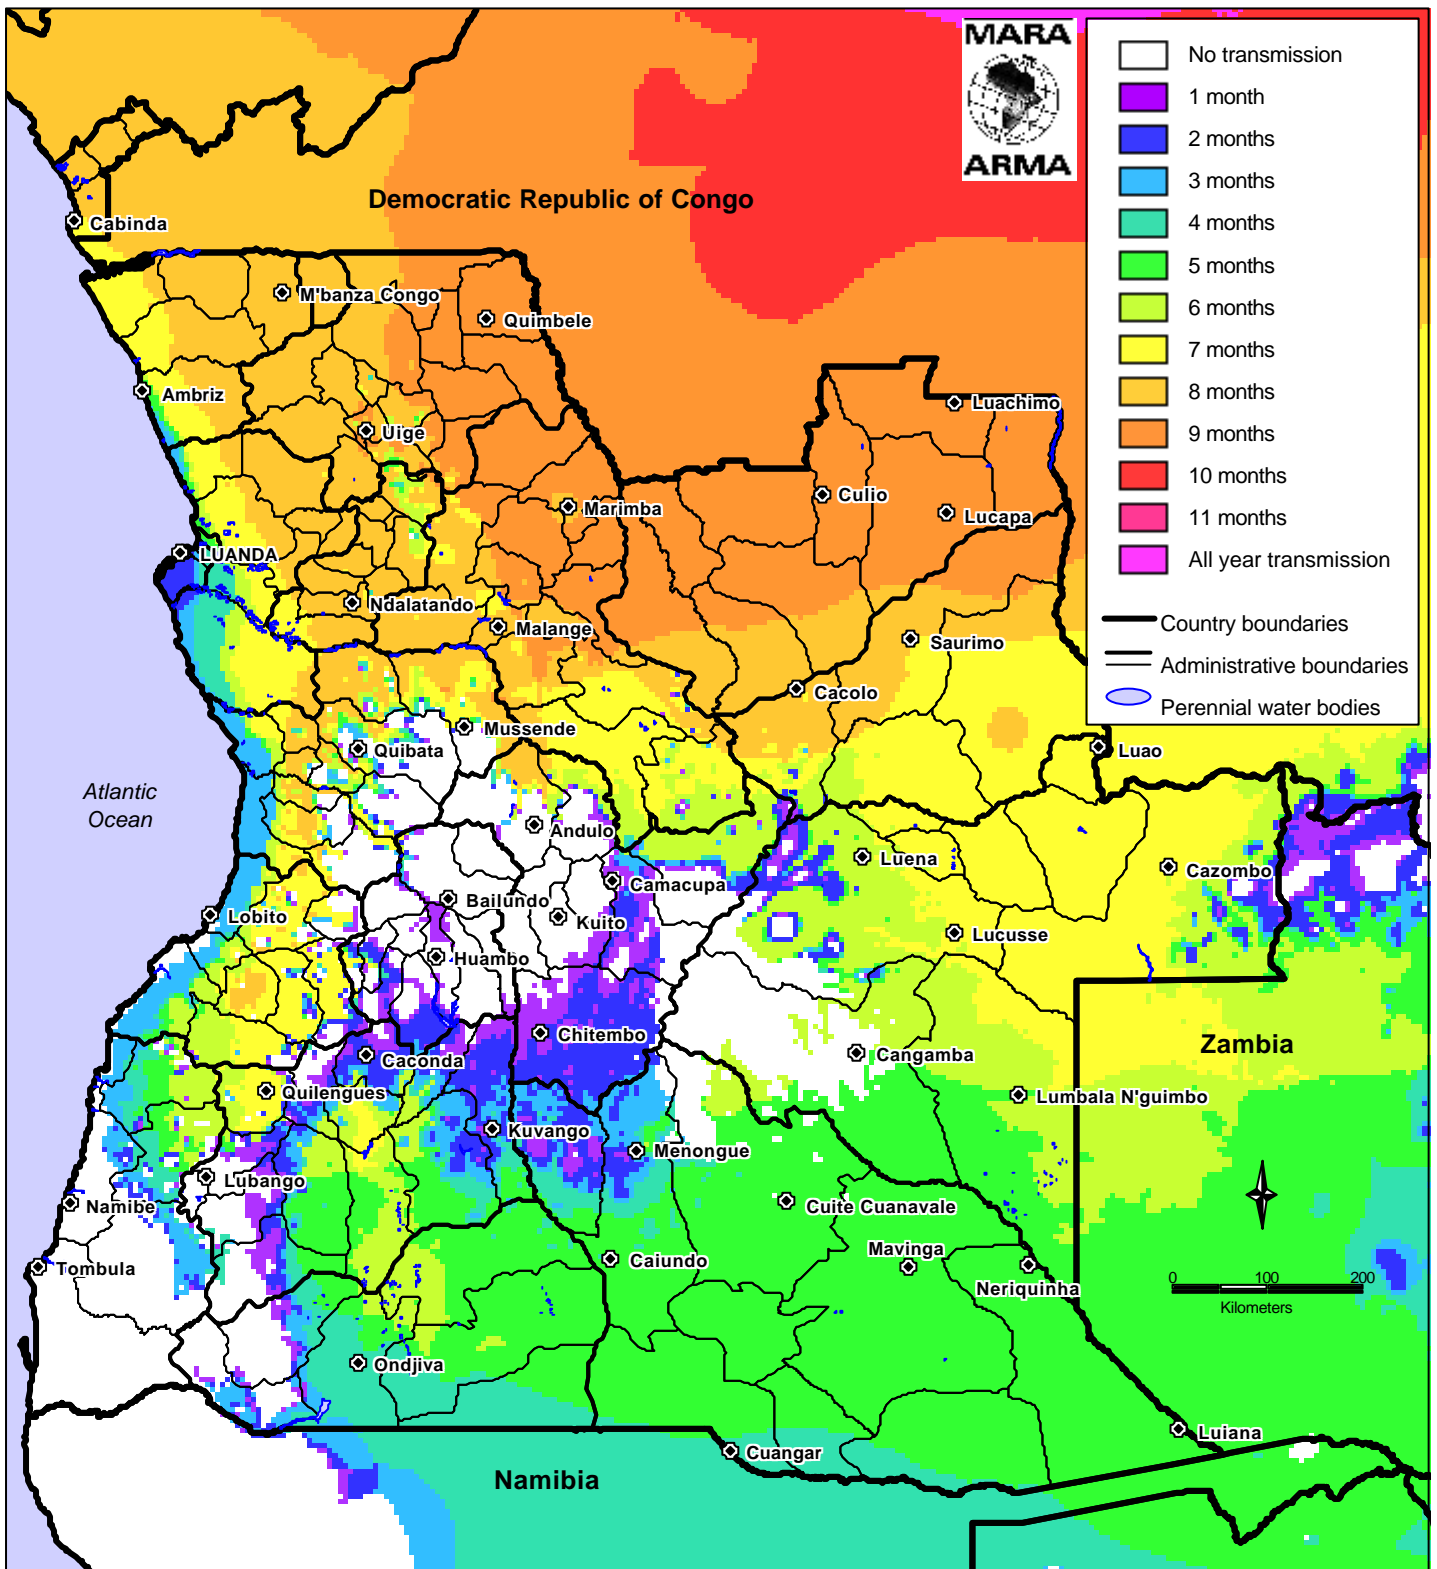 MARA
ARMA
No transmission
1 month
2 months
3 months
4 months
5 months
6 months
7 months
8 months
9 months
10 months
11 months
All year transmission
Country boundaries
Administrative boundaries
Perennial water bodies
Democratic Republic of Congo
Cabinda
M'banza Congo
Quimbele
Ambriz
Luachimo
Uige
Culio
Marimba
Lucapa
LUANDA
Ndalatando
Malange
Saurimo
Cacolo
Mussende
Quibata
Luao
Atlantic
Ocean
Andulo
Luena
Cazombo
Camacupa
Bailundo
Lobito
Kuito
Lucusse
Huambo
Chitembo
Zambia
Caconda
Cangamba
Quilengues
Lumbala N'guimbo
Kuvango
Menongue
Lubango
Namibe
Cuite Cuanavale
Mavinga
Tombula
Caiundo
Neriquinha
0 100 200
Kilometers
Ondjiva
Luiana
Cuangar
Namibia